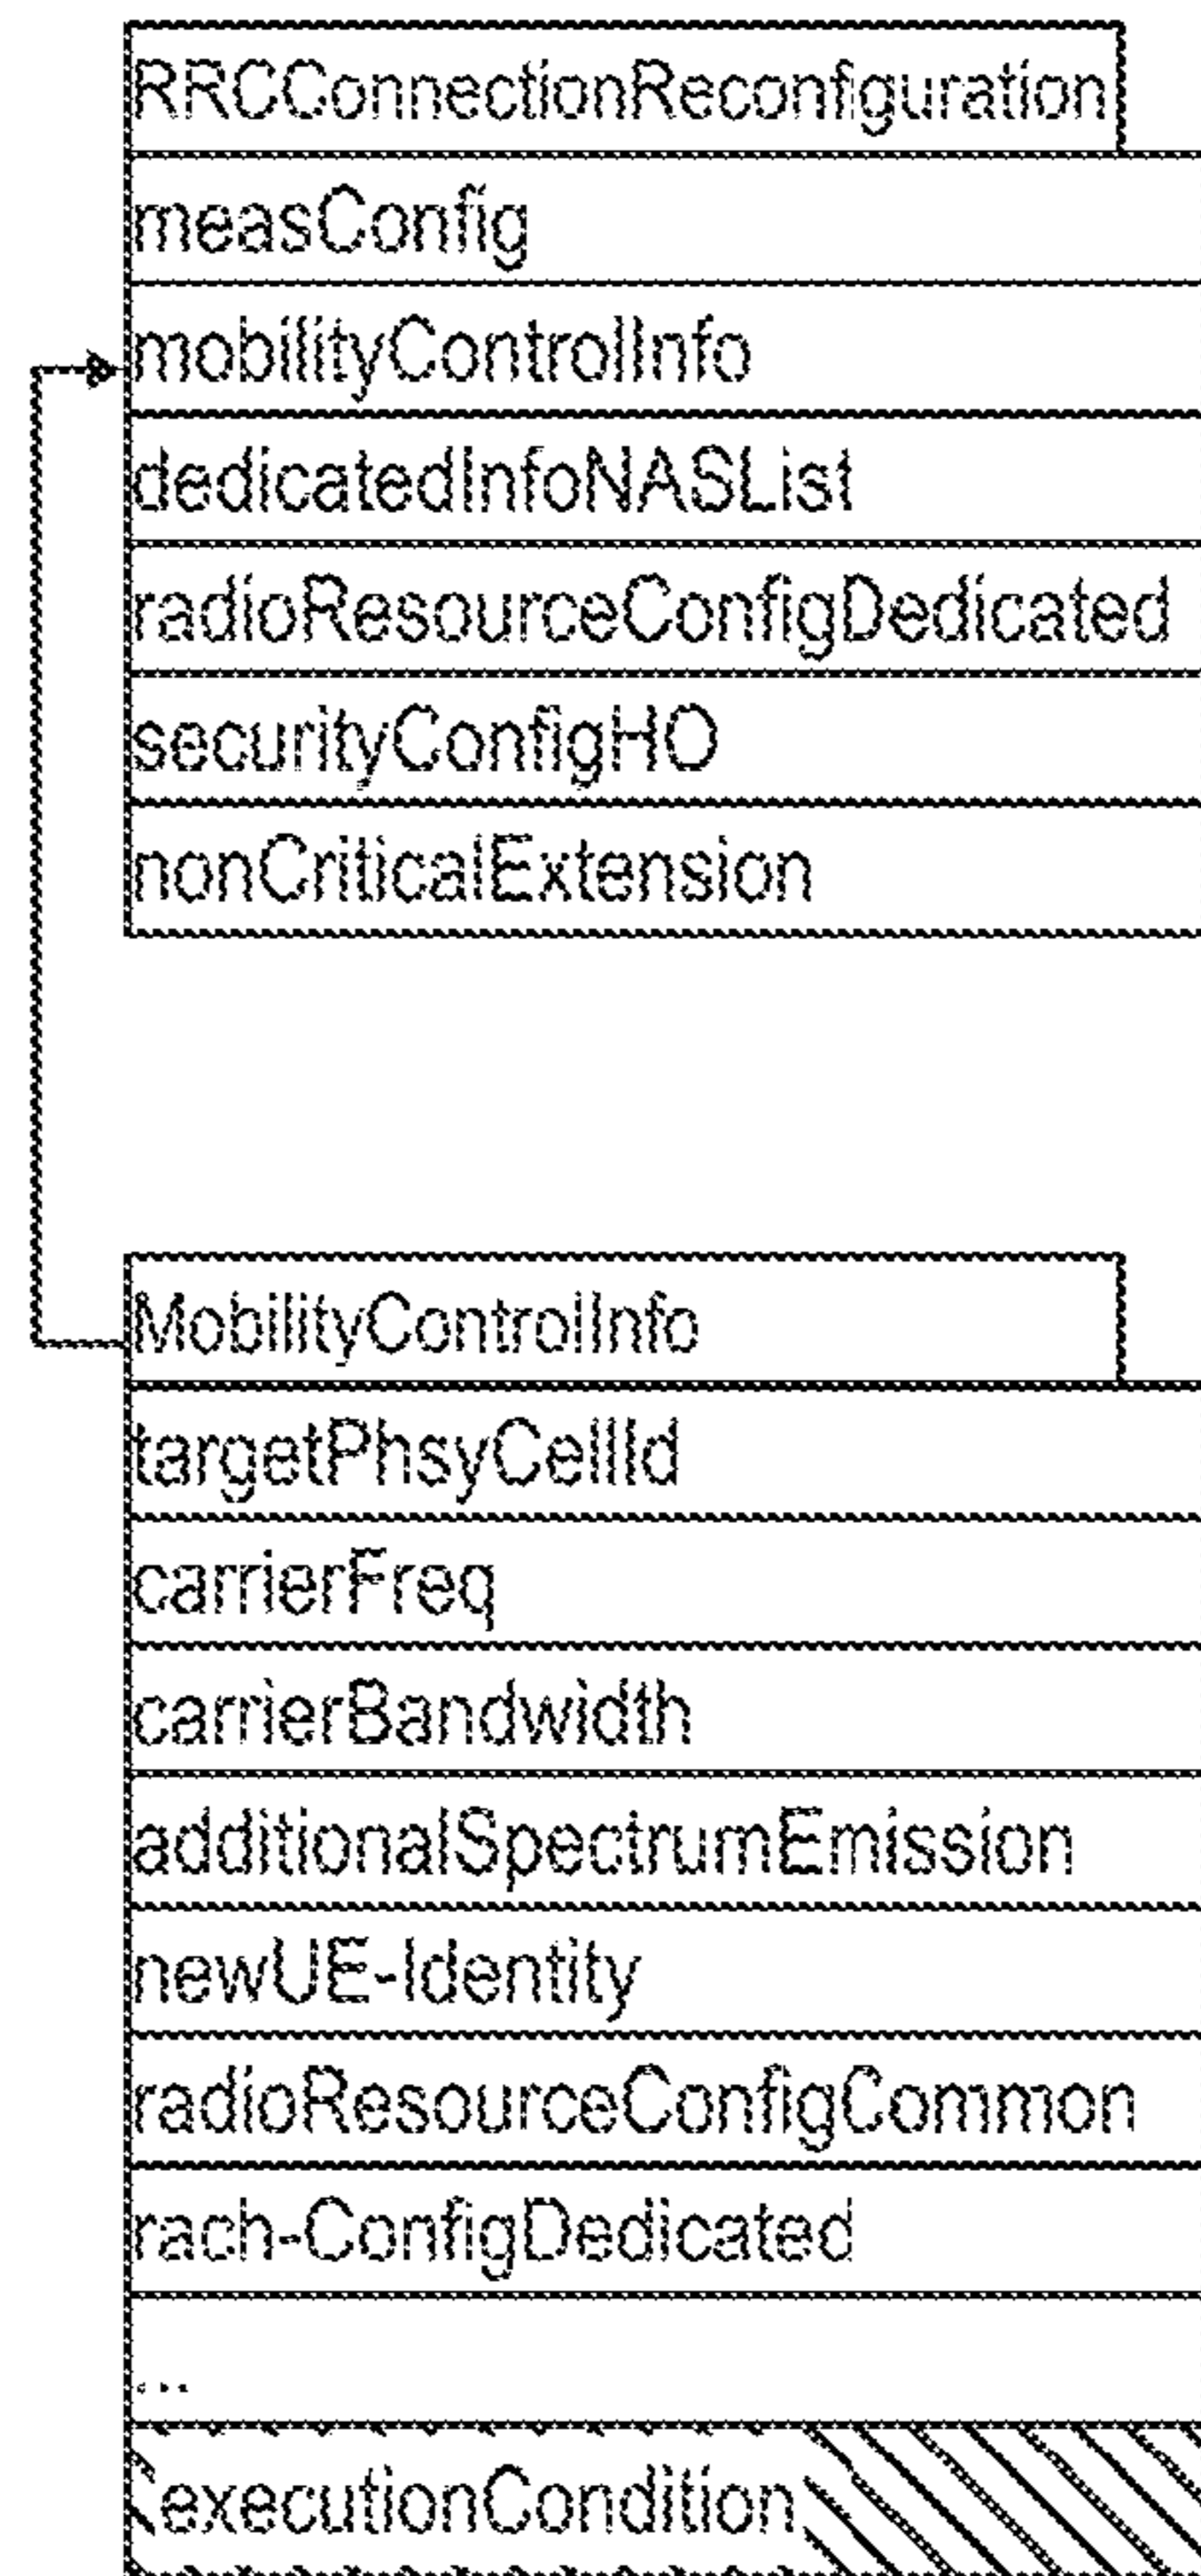 RRCConnectionReconfiguration
measConfig
mobilityControlInfo
dedicatedInfoNASList
radioResourceConfigDedicated
securityConfigHO
nonCriticalExtension
MobilityControlInfo
targetPhsyCellId
carrierFreq
carrierBandwidth
additionalSpectrumEmission
newUE-Identity
radioResourceConfigCommon
rach-ConfigDedicated
...
executionCondition